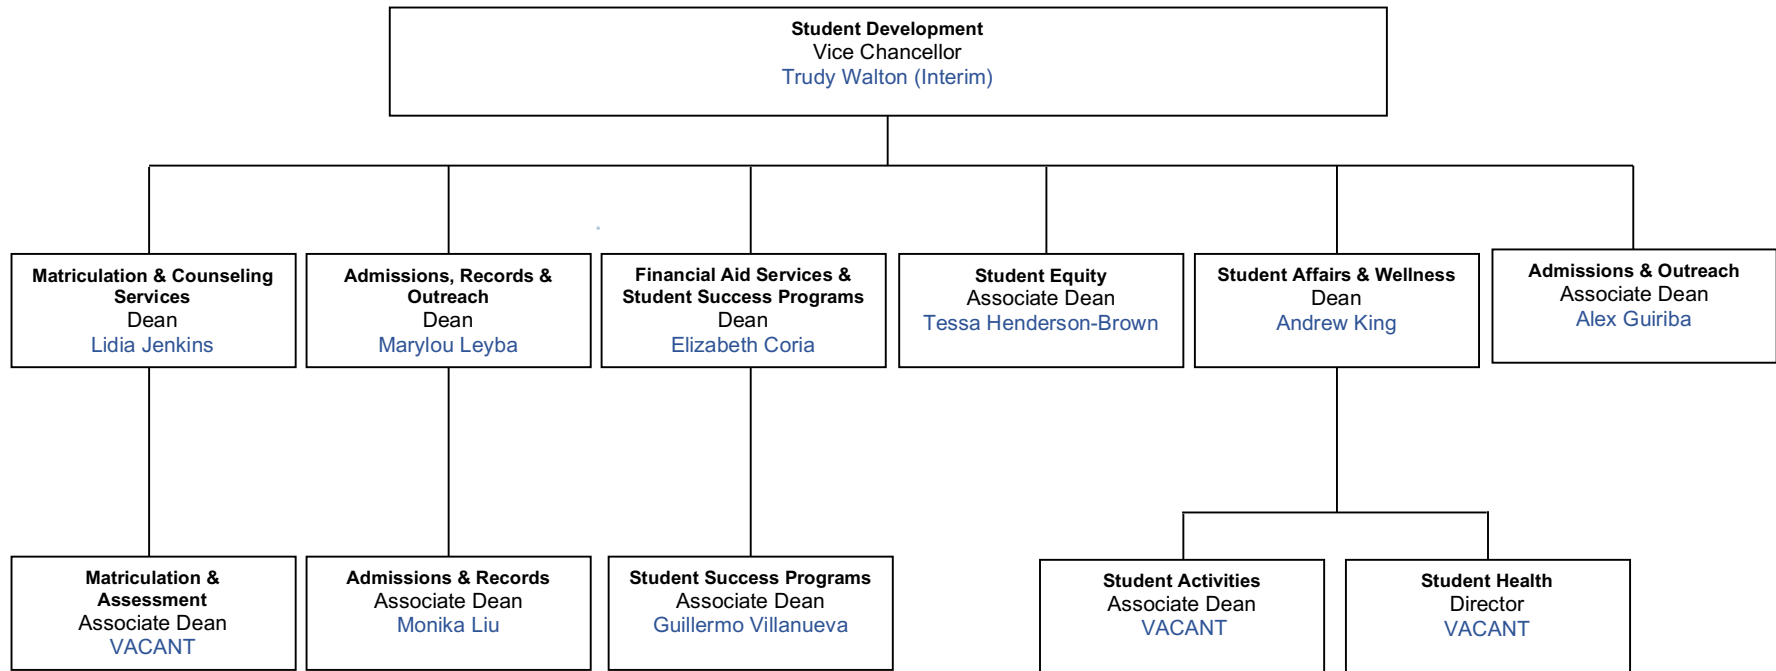 Student Development
Vice Chancellor
Trudy Walton (Interim)
Matriculation & Counseling
Services
Dean
Lidia Jenkins
Admissions, Records &
Outreach
Dean
Marylou Leyba
Financial Aid Services &
Student Success Programs
Dean
Elizabeth Coria
Student Equity
Associate Dean
Tessa Henderson-Brown
Student Affairs & Wellness
Dean
Andrew King
Admissions & Outreach
Associate Dean
Alex Guiriba
Matriculation &
Assessment
Associate Dean
VACANT
Admissions & Records
Associate Dean
Monika Liu
Student Success Programs
Associate Dean
Guillermo Villanueva
Student Activities
Associate Dean
VACANT
Student Health
Director
VACANT